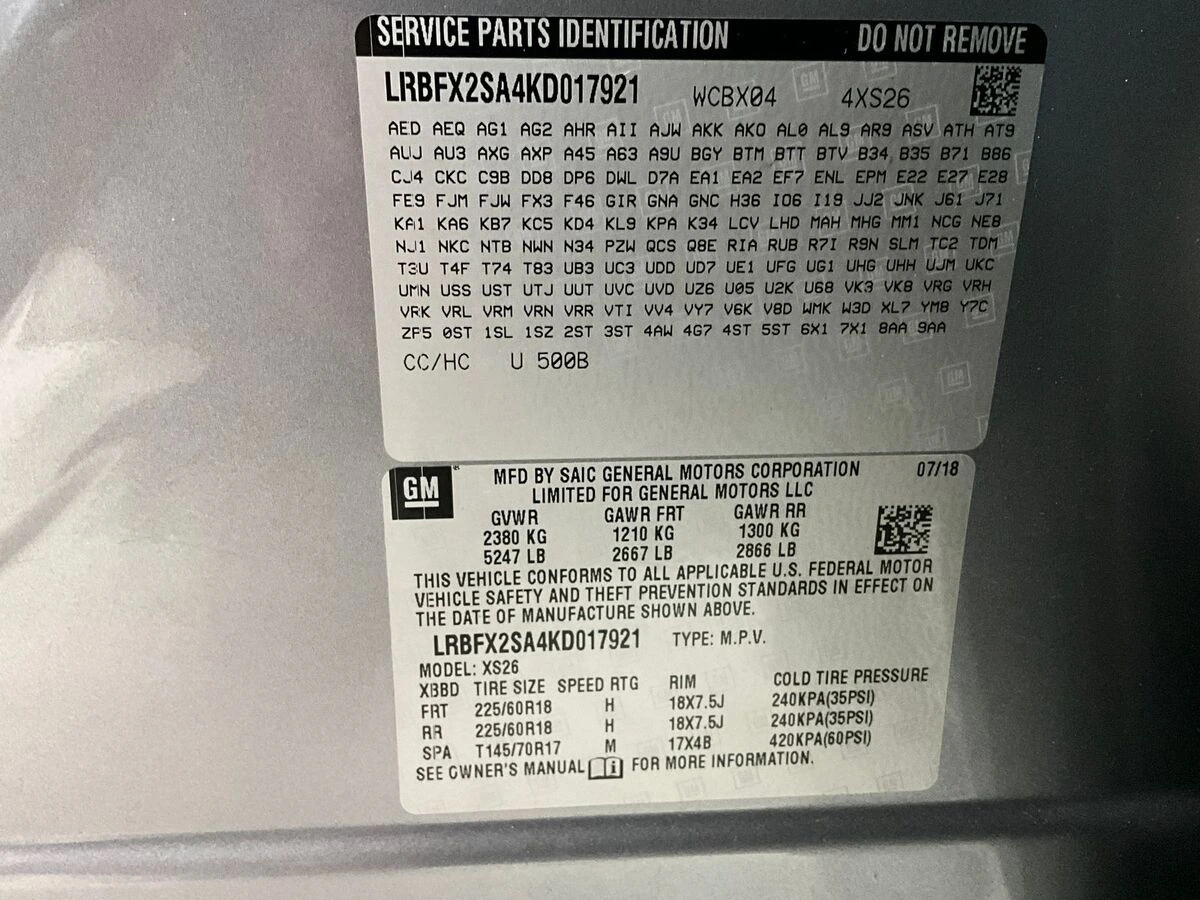 SERVICE PARTS IDENTIFICATION DO NOT REMOVE
LRBFX2SA4KD017921 WCBX04 4XS26
AED AEQ AG1 AG2 AHR AII AJW AKK AKO AL0 AL9 AR9 ASV ATH AT9
AUJ AU3 AXG AXP A45 A63 A9U BGY BTM BTT BTV B34 B35 B71 B86
CJ4 CKC C9B DD8 DP6 DWL D7A EA1 EA2 EF7 ENL EPM E22 E27 E28
FE9 FJM FJW FX3 F46 GIR GNA GNC H36 IO6 I19 JJ2 JNK J61 J71
KA1 KA6 KB7 KC5 KD4 KL9 KPA K34 LCV LHD MAH MHG MM1 NCG NE8
NJ1 NKC NTB NWN N34 PZW QCS Q8E RIA RUB R7I R9N SLM TC2 TDM
T3U T4F T74 T83 UB3 UC3 UDD UD7 UE1 UFG UG1 UHG UHH UJM UKC
UMN USS UST UTJ UUT UVC UVD UZ6 U05 U2K U68 VK3 VK8 VRG VRH
VRK VRL VRM VRN VRR VTI VV4 VY7 V6K V8D WMK W3D XL7 YM8 Y7C
ZP5 0ST 1SL 1SZ 2ST 3ST 4AW 4G7 4ST 5ST 6X1 7X1 8AA 9AA
CC/HC U 500B
GM MFD BY SAIC GENERAL MOTORS CORPORATION 07/18
LIMITED FOR GENERAL MOTORS LLC
GVWR GAWR FRT GAWR RR
2380 KG 1210 KG 1300 KG
5247 LB 2667 LB 2866 LB
THIS VEHICLE CONFORMS TO ALL APPLICABLE U.S. FEDERAL MOTOR
VEHICLE SAFETY AND THEFT PREVENTION STANDARDS IN EFFECT ON
THE DATE OF MANUFACTURE SHOWN ABOVE.
LRBFX2SA4KD017921 TYPE: M.P.V.
MODEL: XS26
XBBD TIRE SIZE SPEED RTG RIM COLD TIRE PRESSURE
FRT 225/60R18 H 18X7.5J 240KPA(35PSI)
RR 225/60R18 H 18X7.5J 240KPA(35PSI)
SPA T145/70R17 M 17X4B 420KPA(60PSI)
SEE OWNER'S MANUAL FOR MORE INFORMATION.